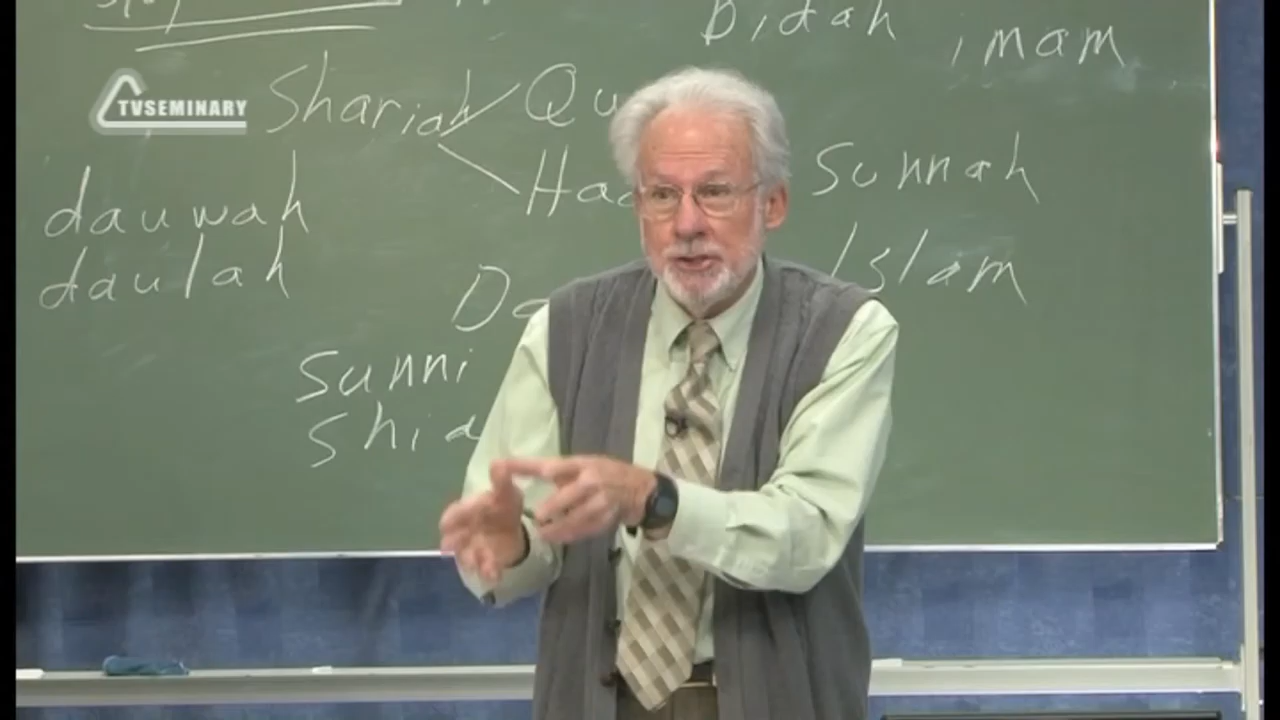 Bidah
imam
TVSEMINARY
Shariah
Sunnah
dauwah
daulah
Islam
Sunni